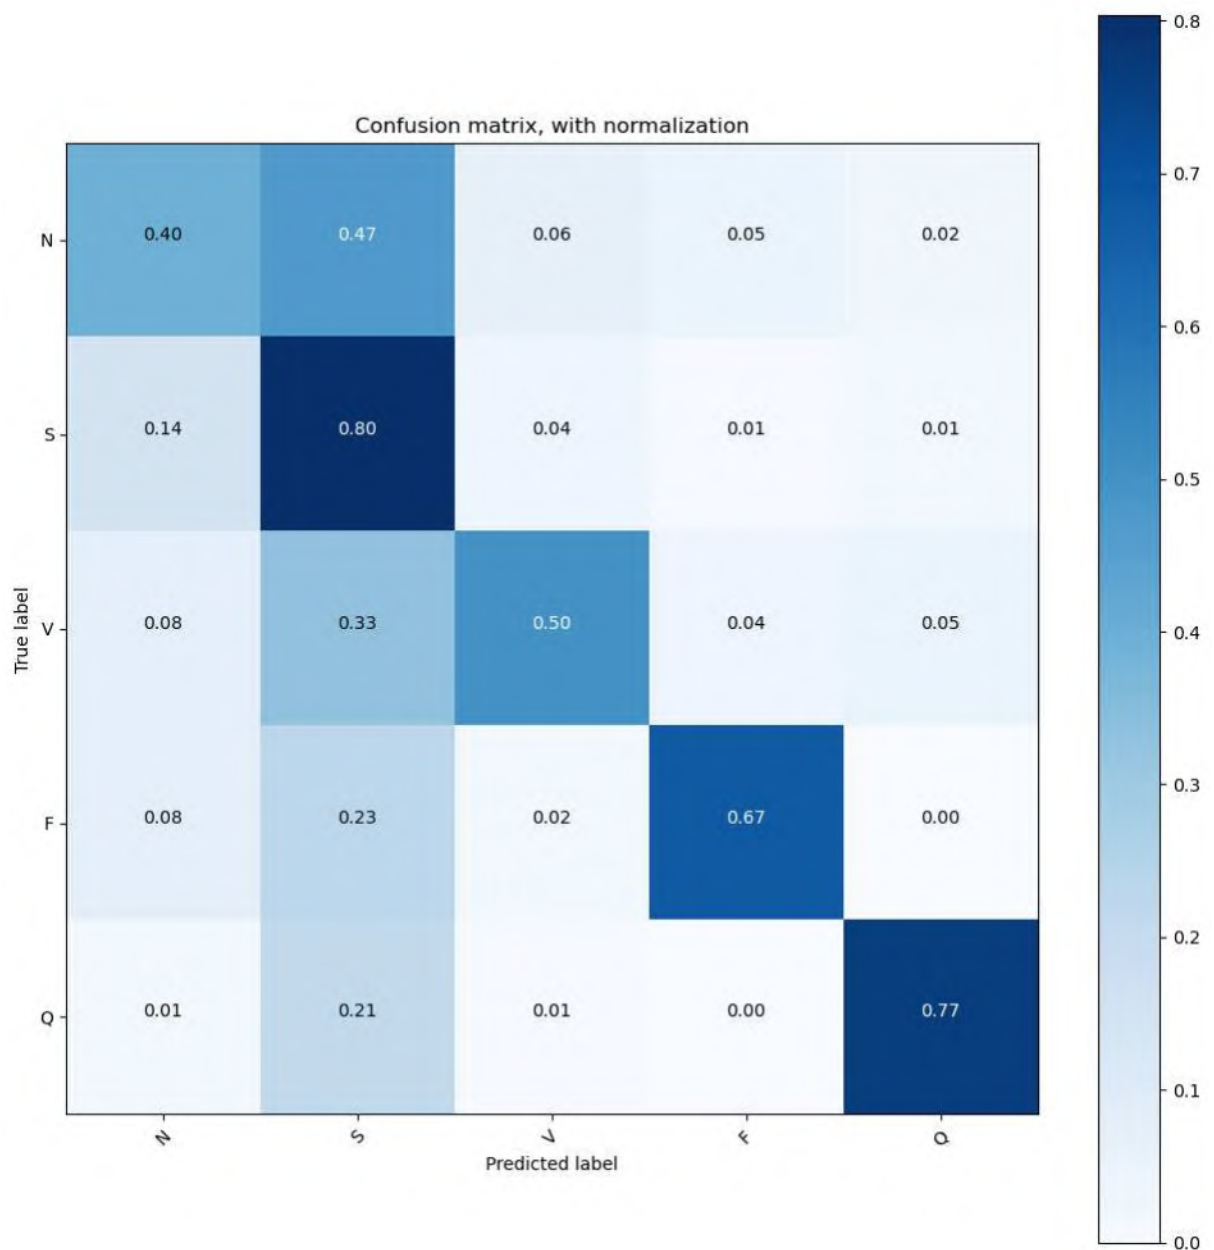 Confusion matrix, with normalization
N 0.40 0.47 0.06 0.05 0.02
S 0.14 0.80 0.04 0.01 0.01
V 0.08 0.33 0.50 0.04 0.05
F 0.08 0.23 0.02 0.67 0.00
Q 0.01 0.21 0.01 0.00 0.77
True label
N S V F Q
Predicted label
0.8
0.7
0.6
0.5
0.4
0.3
0.2
0.1
0.0